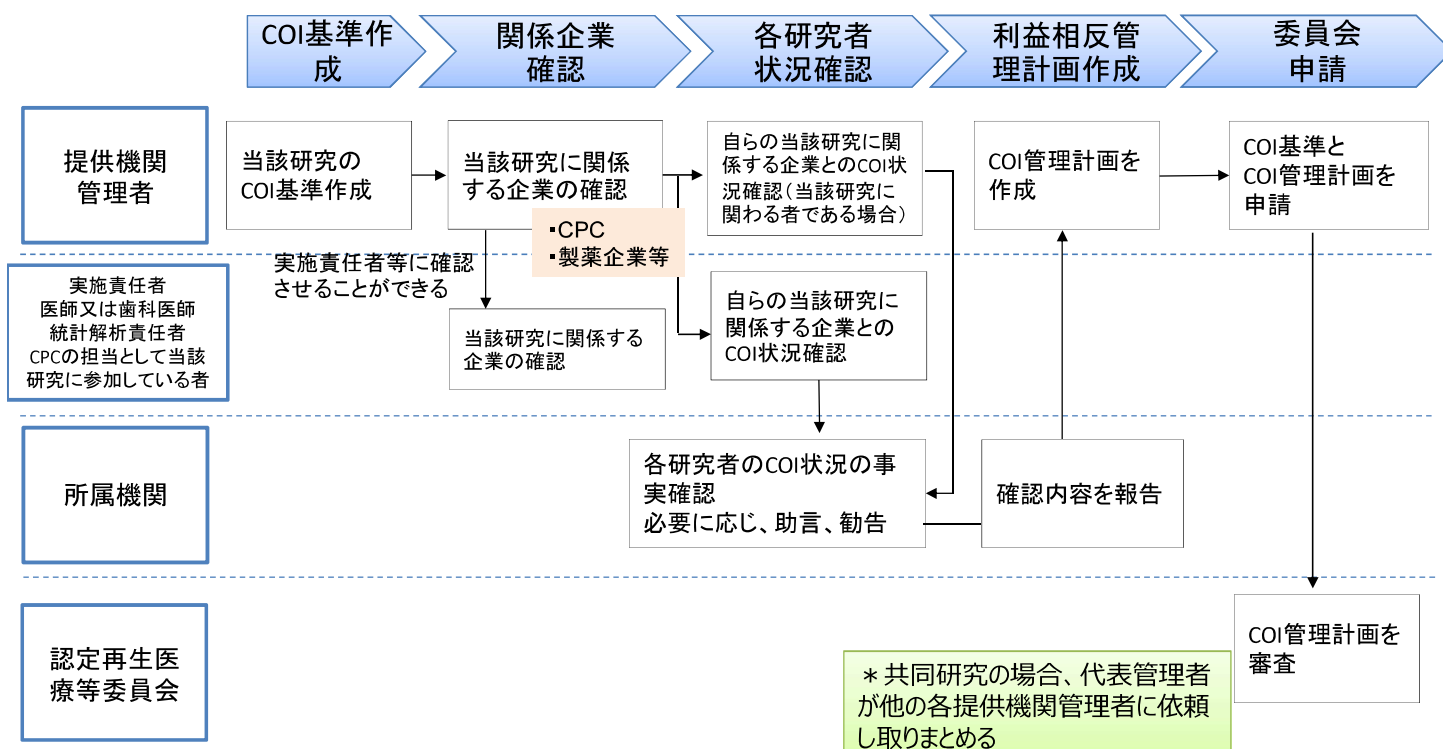 COI基準作
成
関係企業
確認
各研究者
状況確認
利益相反管
理計画作成
委員会
申請
提供機関
管理者
当該研究の
COI基準作成
当該研究に関係
する企業の確認
・CPC
・製薬企業等
自らの当該研究に関
係する企業とのCOI状
況確認(当該研究に
関わる者である場合)
COI管理計画を
作成
COI基準と
COI管理計画を
申請
実施責任者
医師又は歯科医師
統計解析責任者
CPCの担当として当該
研究に参加している者
実施責任者等に確認
させることができる
当該研究に関係する
企業の確認
自らの当該研究に
関係する企業との
COI状況確認
所属機関
各研究者のCOI状況の事
実確認
必要に応じ、助言、勧告
確認内容を報告
認定再生医
療等委員会
COI管理計画を
審査
＊共同研究の場合、代表管理者
が他の各提供機関管理者に依頼
し取りまとめる